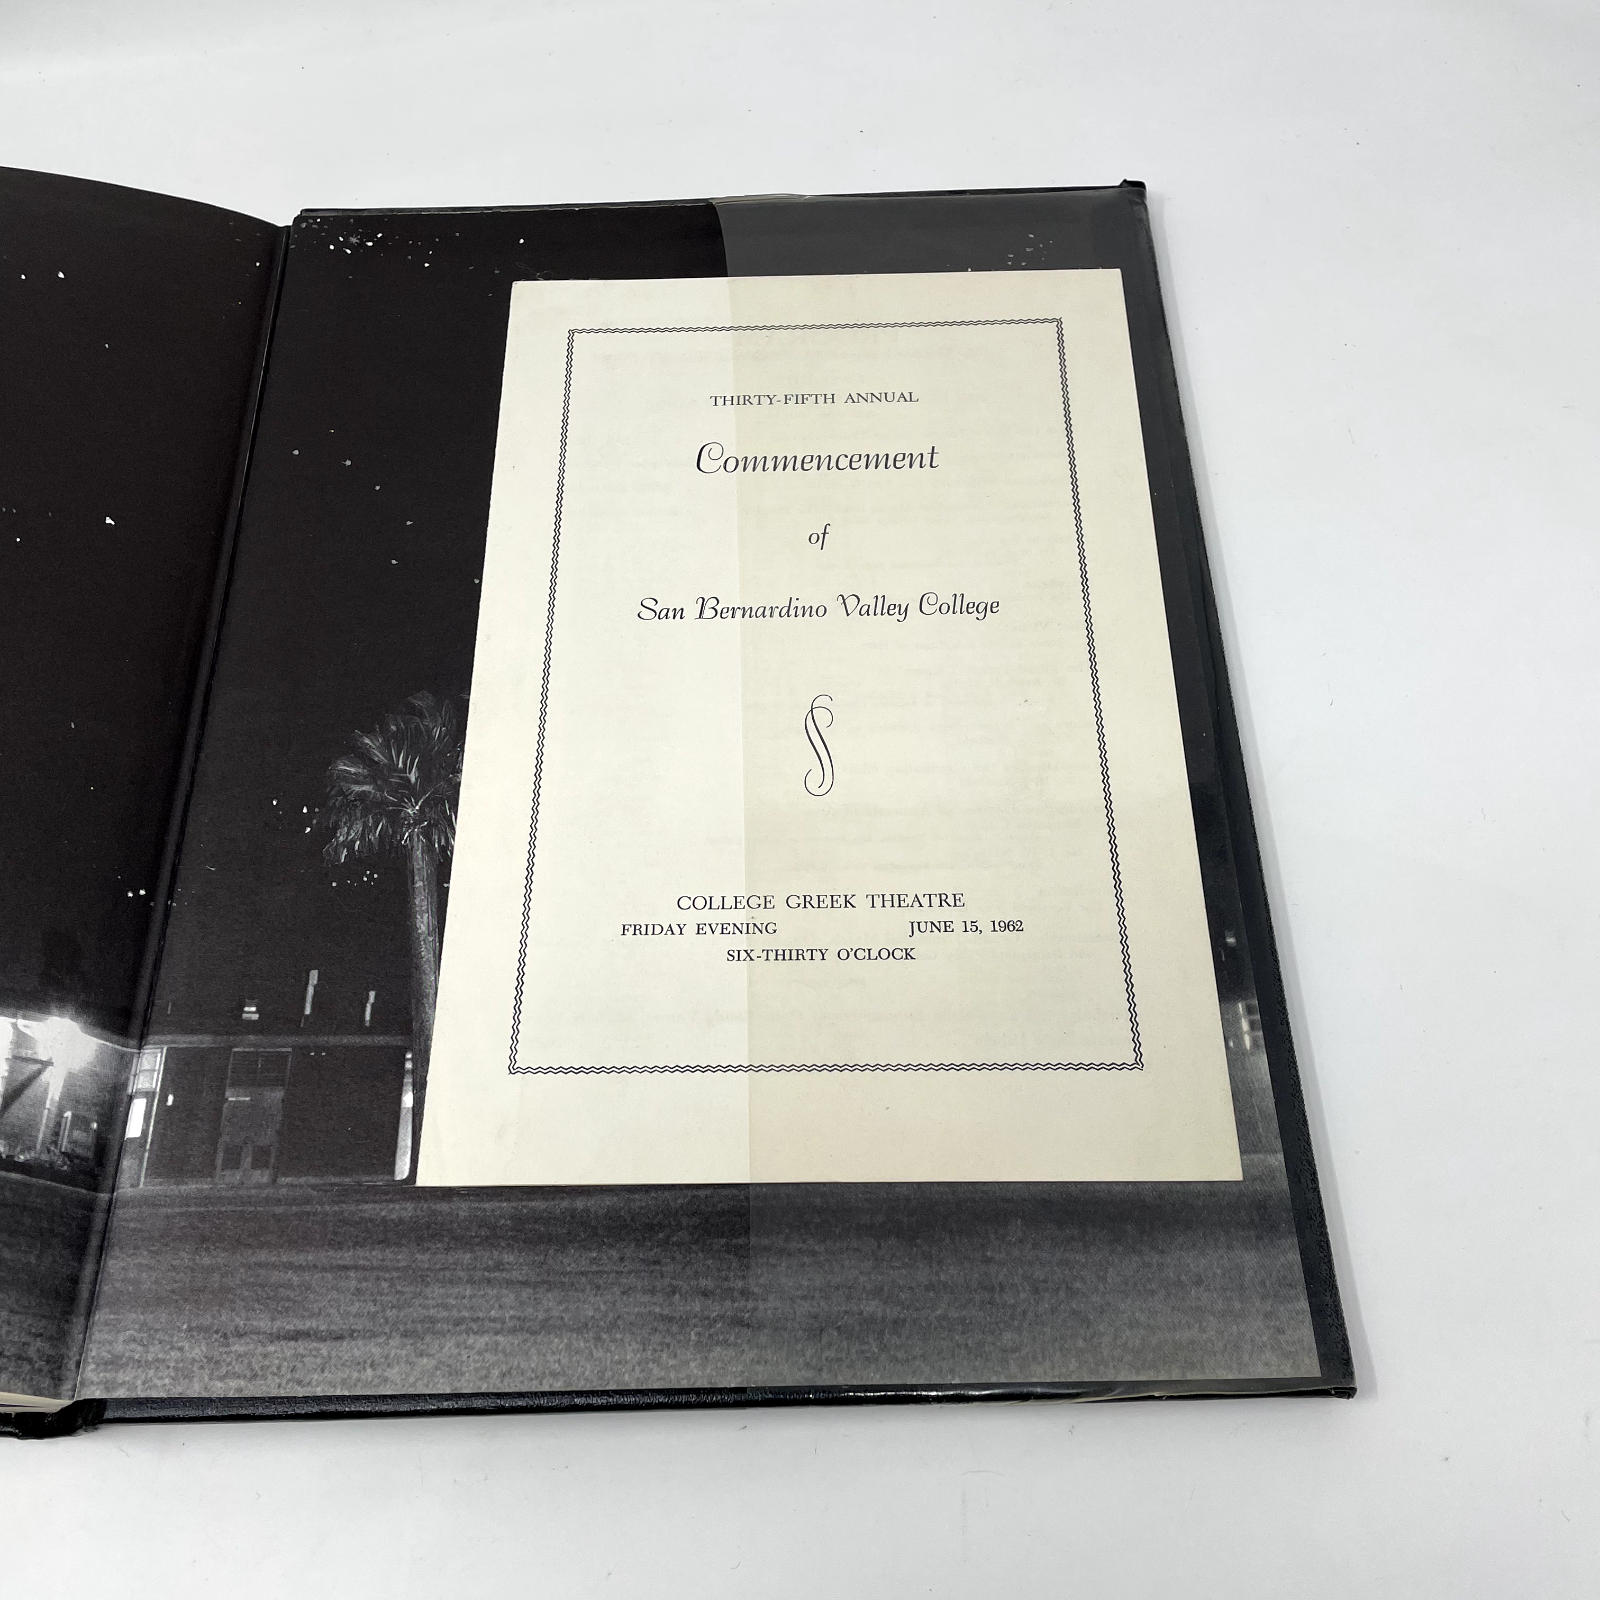 THIRTY-FIFTH ANNUAL
Commencement
of
San Bernardino Valley College
COLLEGE GREEK THEATRE
FRIDAY EVENING JUNE 15, 1962
SIX-THIRTY O'CLOCK